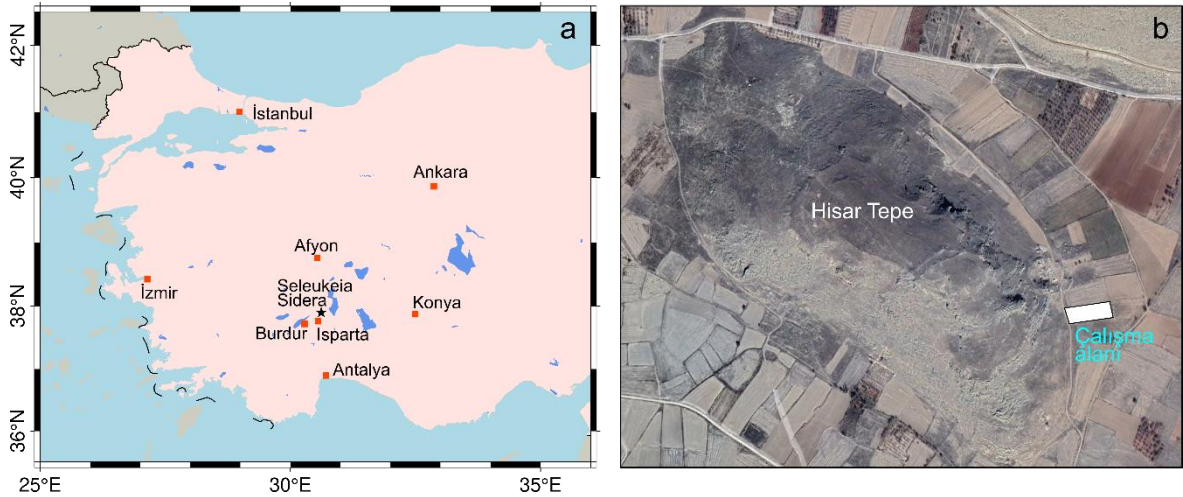 a
42°N
40°N
38°N
36°N
25°E
30°E
35°E
İstanbul
Ankara
Afyon
Seleukeia
Sidera
İzmir
Konya
Burdur
Isparta
Antalya
b
Hisar Tepe
Çalışma
alanı